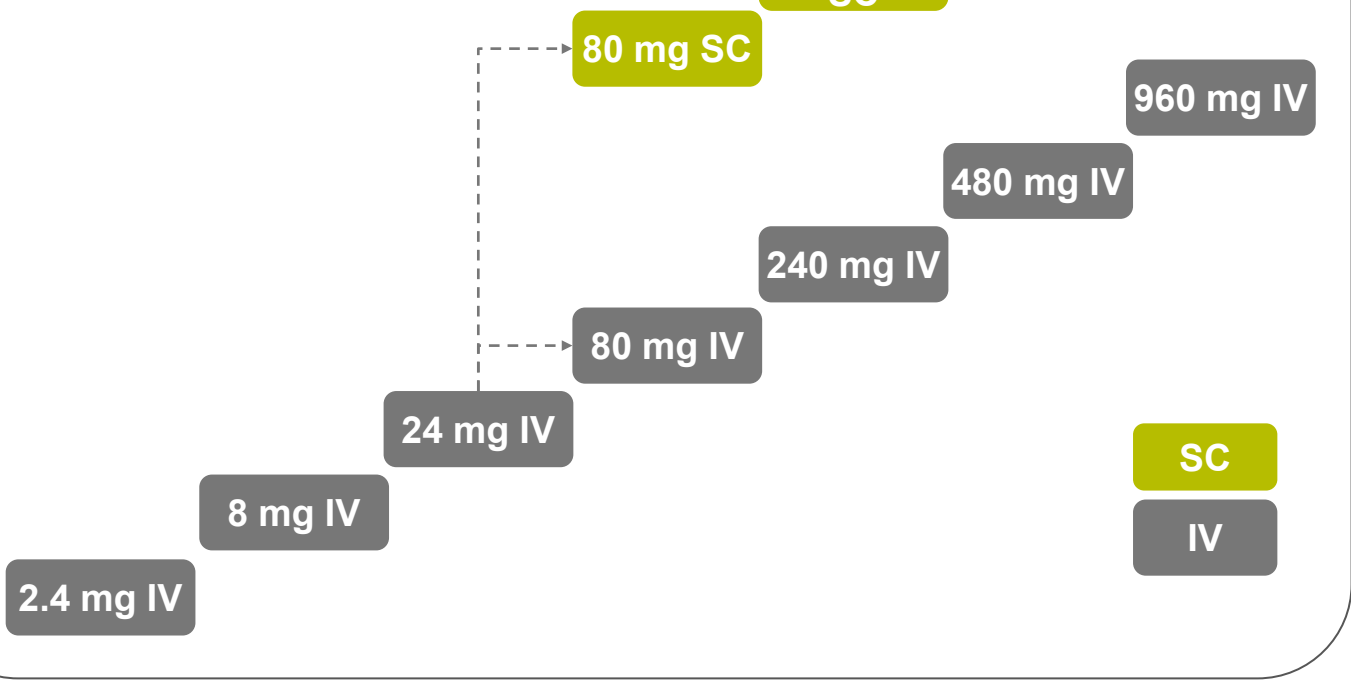 80 mg SC
960 mg IV
480 mg IV
240 mg IV
80 mg IV
24 mg IV
SC
8 mg IV
IV
2.4 mg IV